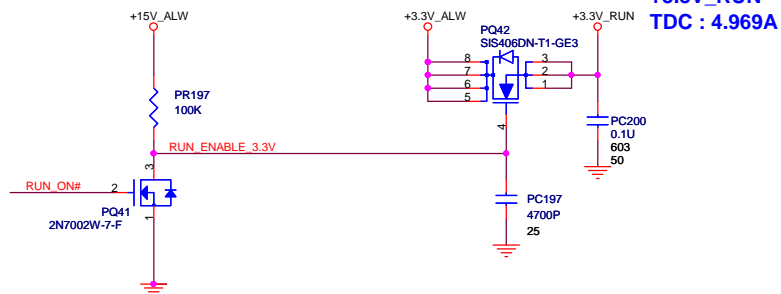 +3.3V_RUN
TDC : 4.969A
+15V_ALW
+3.3V_ALW
+3.3V_RUN
PQ42
SIS406DN-T1-GE3
8
7
6
5
3
2
1
4
PR197
100K
PC200
0.1U
603
50
RUN_ENABLE_3.3V
3
RUN_ON#
2
1
PQ41
2N7002W-7-F
PC197
4700P
25